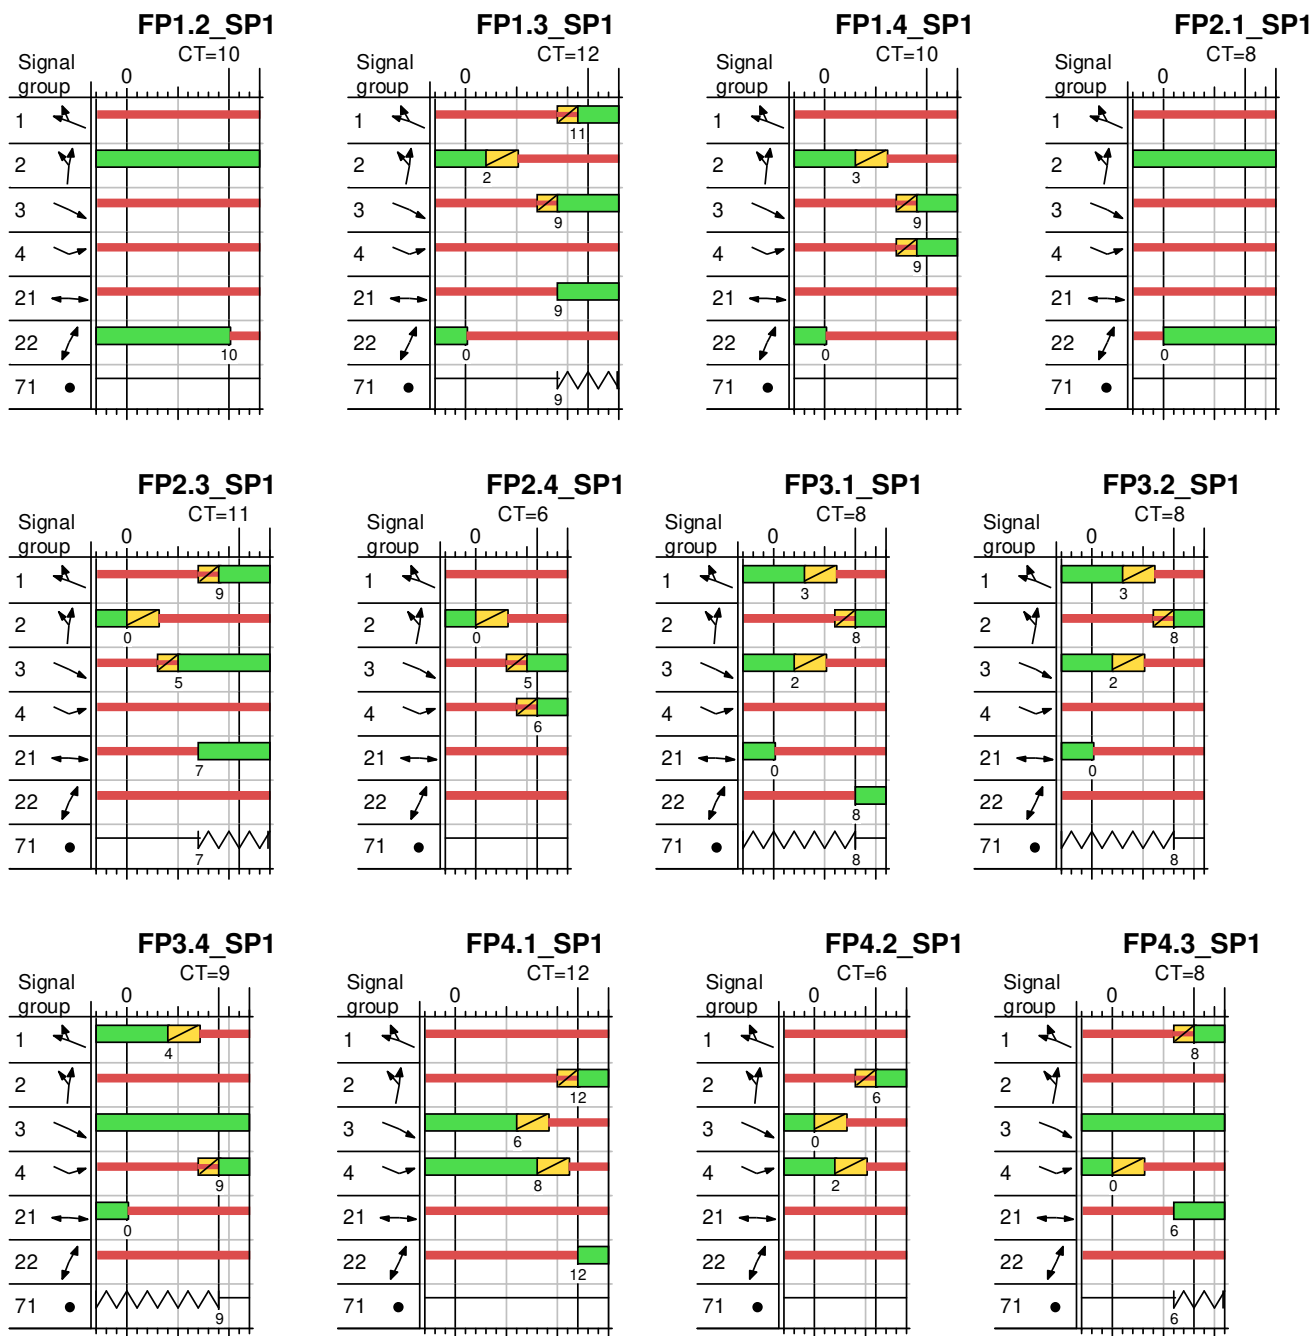 FP1.2_SP1 FP1.3_SP1 FP1.4_SP1 FP2.1_SP1
CT=10 CT=12 CT=10 CT=8
Signal 0 Signal 0 Signal 0 Signal 0
group group group group
1 1 1 1
11
2 2 2 2
2 3
3 3 3 3
9 9
4 4 4 4
9
21 21 21 21
9
22 22 22 22
10 0 0 0
71 71 71 71
9
FP2.3_SP1 FP2.4_SP1 FP3.1_SP1 FP3.2_SP1
CT=11 CT=6 CT=8 CT=8
Signal 0 Signal 0 Signal 0 Signal 0
group group group group
1 1 1 1
9 3 3
2 2 2 2
0 0 8 8
3 3 3 3
5 5 2 2
4 4 4 4
6
21 21 21 21
7 0 0
22 22 22 22
8
71 71 71 71
7 8 8
FP3.4_SP1 FP4.1_SP1 FP4.2_SP1 FP4.3_SP1
CT=9 CT=12 CT=6 CT=8
Signal 0 Signal 0 Signal 0 Signal 0
group group group group
1 1 1 1
4 8
2 2 2 2
12 6
3 3 3 3
6 0
4 4 4 4
9 8 2 0
21 21 21 21
0 6
22 22 22 22
12
71 71 71 71
9 6